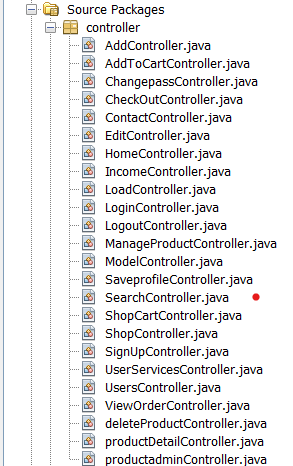 Source Packages
controller
AddController.java
AddToCartController.java
ChangepassController.java
CheckOutController.java
ContactController.java
EditController.java
HomeController.java
IncomeController.java
LoadController.java
LoginController.java
LogoutController.java
ManageProductController.java
ModelController.java
SaveprofileController.java
SearchController.java
ShopCartController.java
ShopController.java
SignUpController.java
UserServicesController.java
UsersController.java
ViewOrderController.java
deleteProductController.java
productDetailController.java
productadminController.java